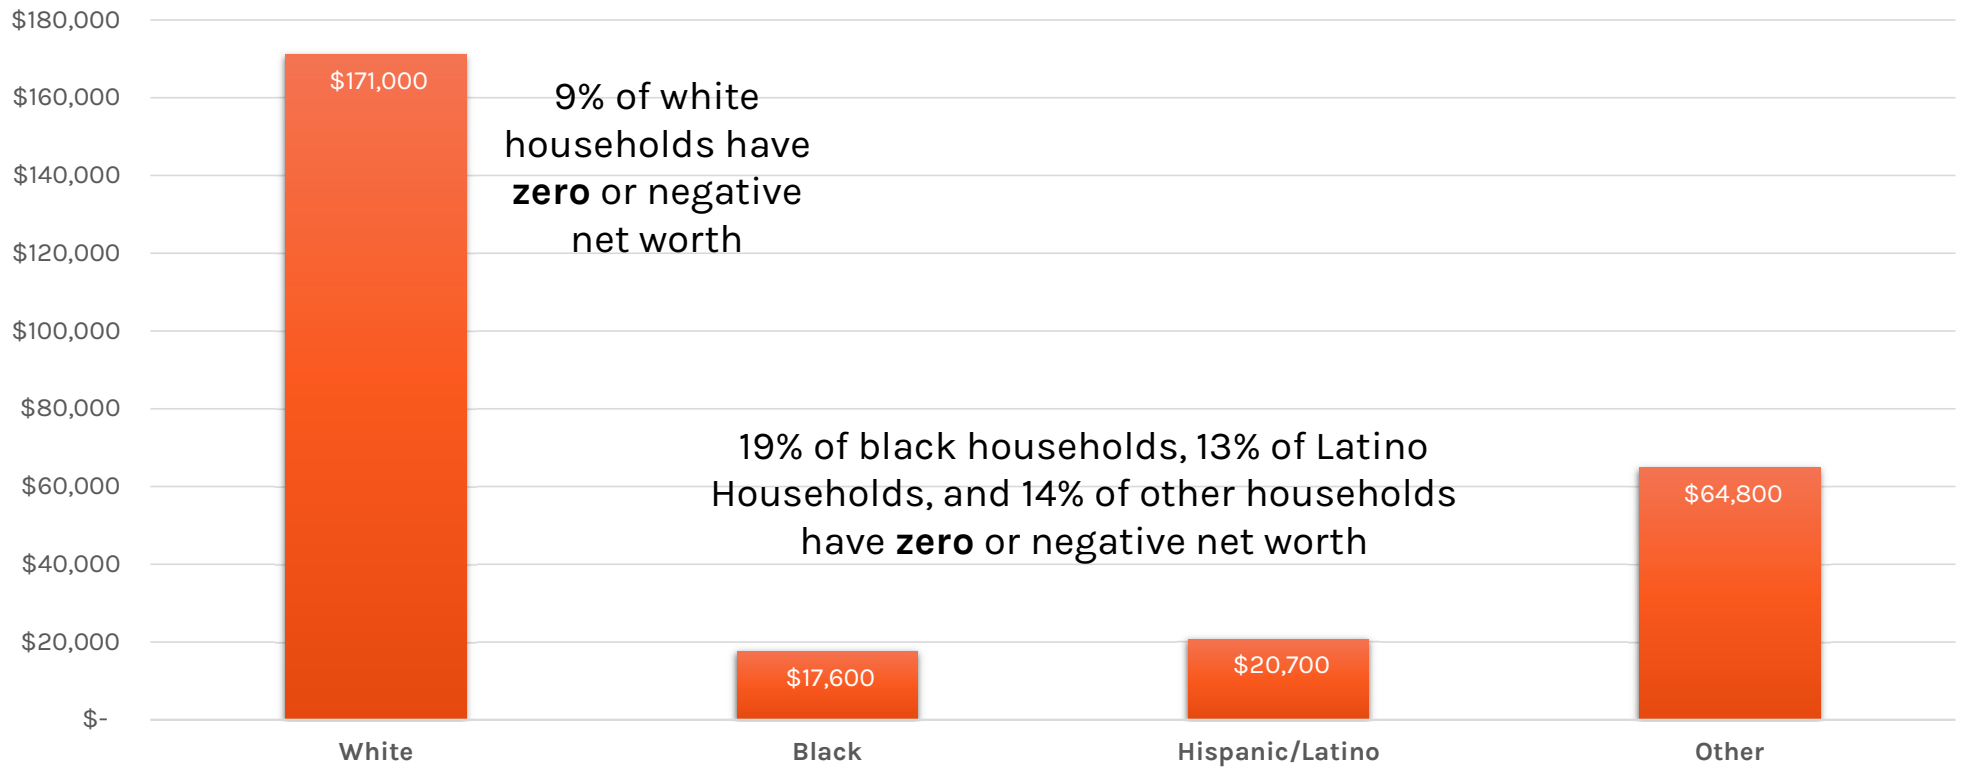 $180,000
$171,000
$160,000
9% of white
households have
$140,000
zero or negative
net worth
$120,000
$100,000
$80,000
19% of black households, 13% of Latino
Households, and 14% of other households
have zero or negative net worth
$60,000
$64,800
$40,000
$20,000
$17,600
$20,700
$-
White
Black
Hispanic/Latino
Other